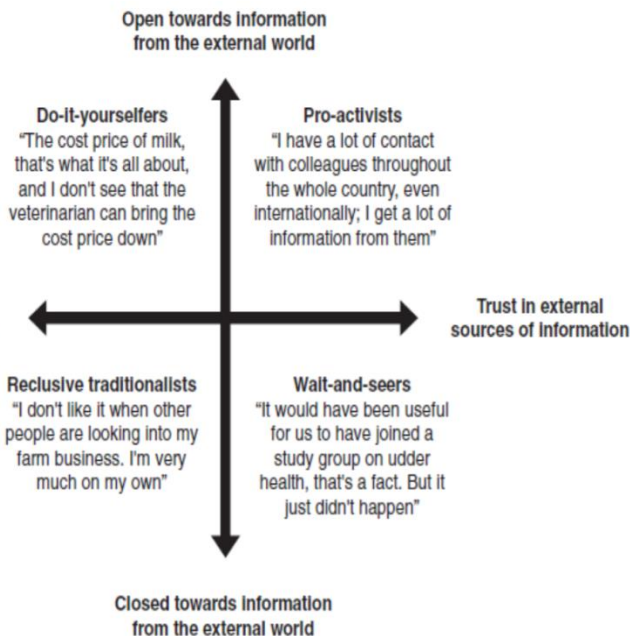 Open towards information
from the external world
Do-it-yourselfers
“The cost price of milk,
that's what it's all about,
and I don't see that the
veterinarian can bring the
cost price down”
Pro-activists
“I have a lot of contact
with colleagues throughout
the whole country, even
internationally; I get a lot of
information from them”
Trust in external
sources of information
Reclusive traditionalists
“I don't like it when other
people are looking into my
farm business. I'm very
much on my own”
Wait-and-seers
“It would have been useful
for us to have joined a
study group on udder
health, that's a fact. But it
just didn't happen”
Closed towards information
from the external world